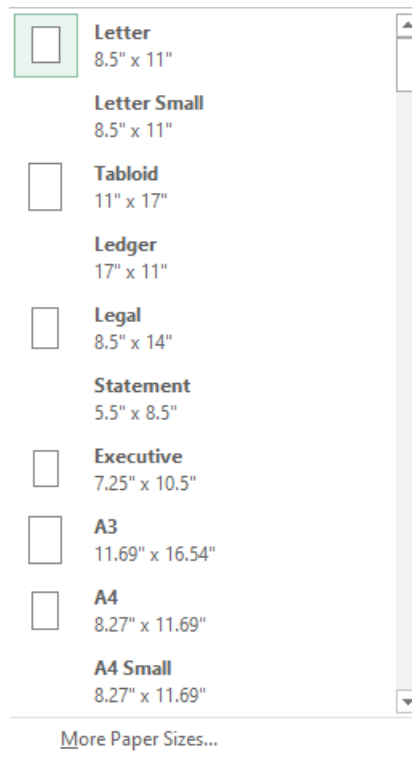 Letter
8.5" x 11"
Letter Small
8.5" x 11"
Tabloid
11" x 17"
Ledger
17" x 11"
Legal
8.5" x 14"
Statement
5.5" x 8.5"
Executive
7.25" x 10.5"
A3
11.69" x 16.54"
A4
8.27" x 11.69"
A4 Small
8.27" x 11.69"
More Paper Sizes...